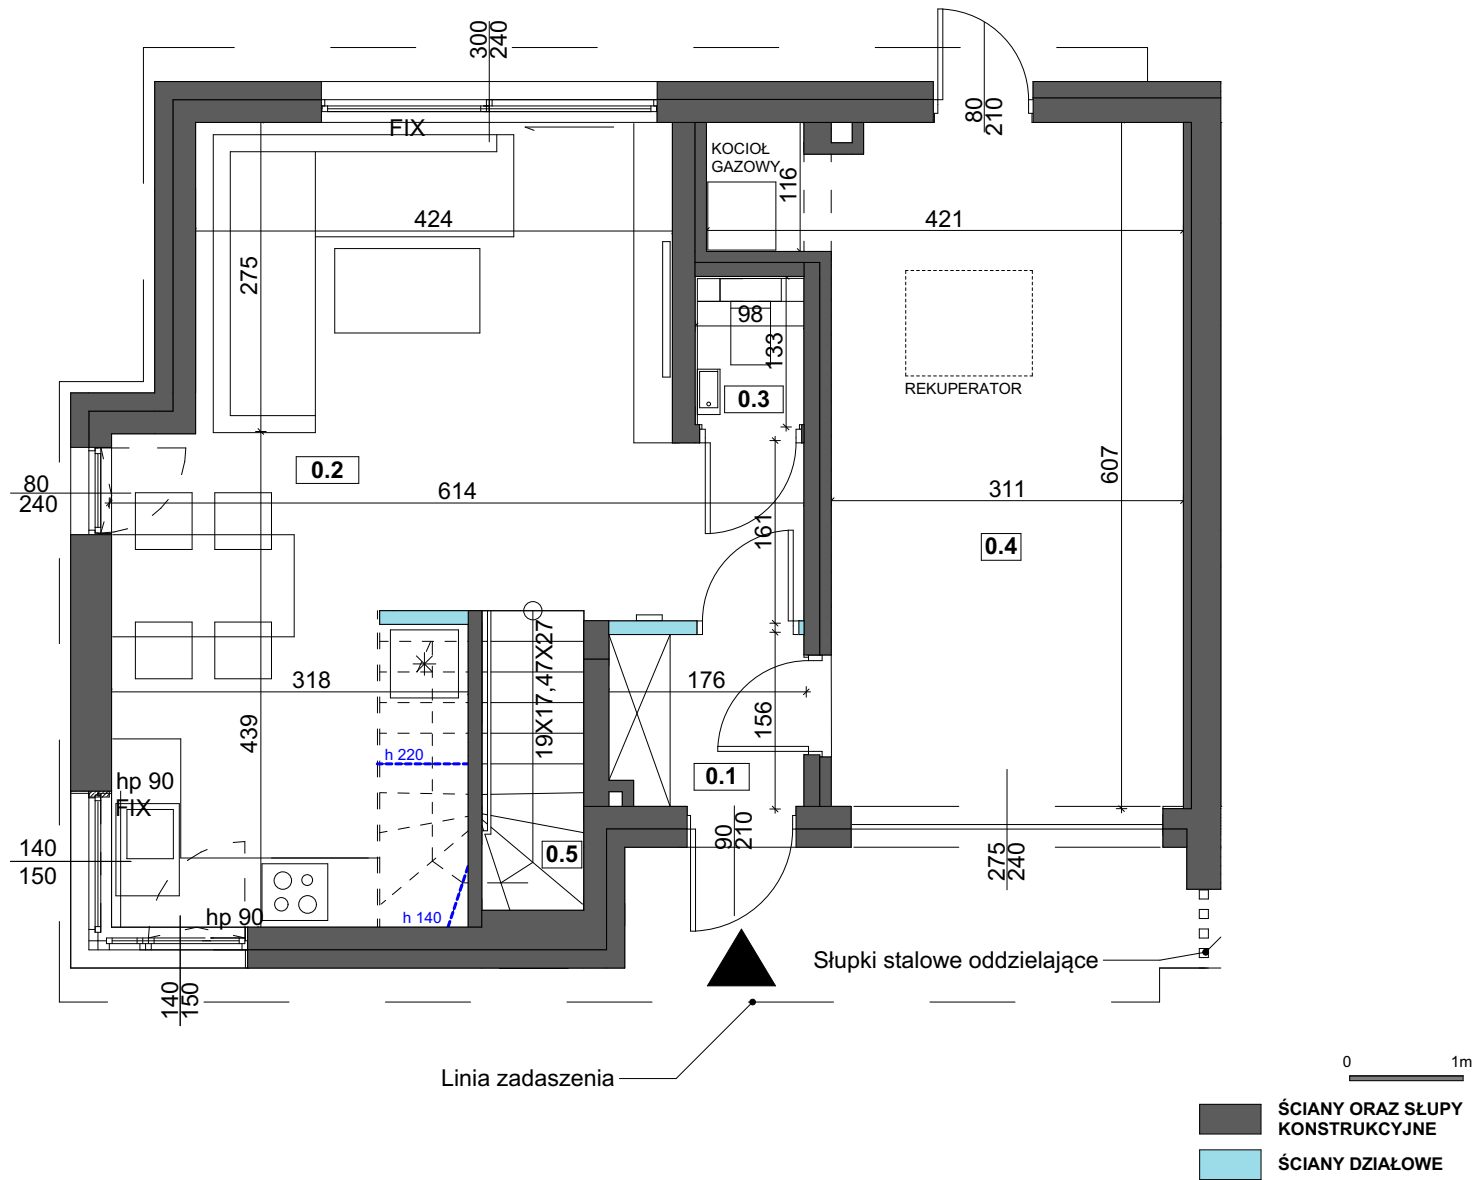 300
240
FIX
80
210
KOCIOŁ
GAZOWY
116
424
421
275
98
133
REKUPERATOR
0.3
0.2
80
240
614
607
311
161
0.4
19X17,47X27
318
176
439
156
h 220
0.1
hp 90
FIX
140
150
90
210
0.5
275
240
h 140
hp 90
140
150
Słupki stalowe oddzielające
Linia zadaszenia
0 1m
ŚCIANY ORAZ SŁUPY
KONSTRUKCYJNE
ŚCIANY DZIAŁOWE